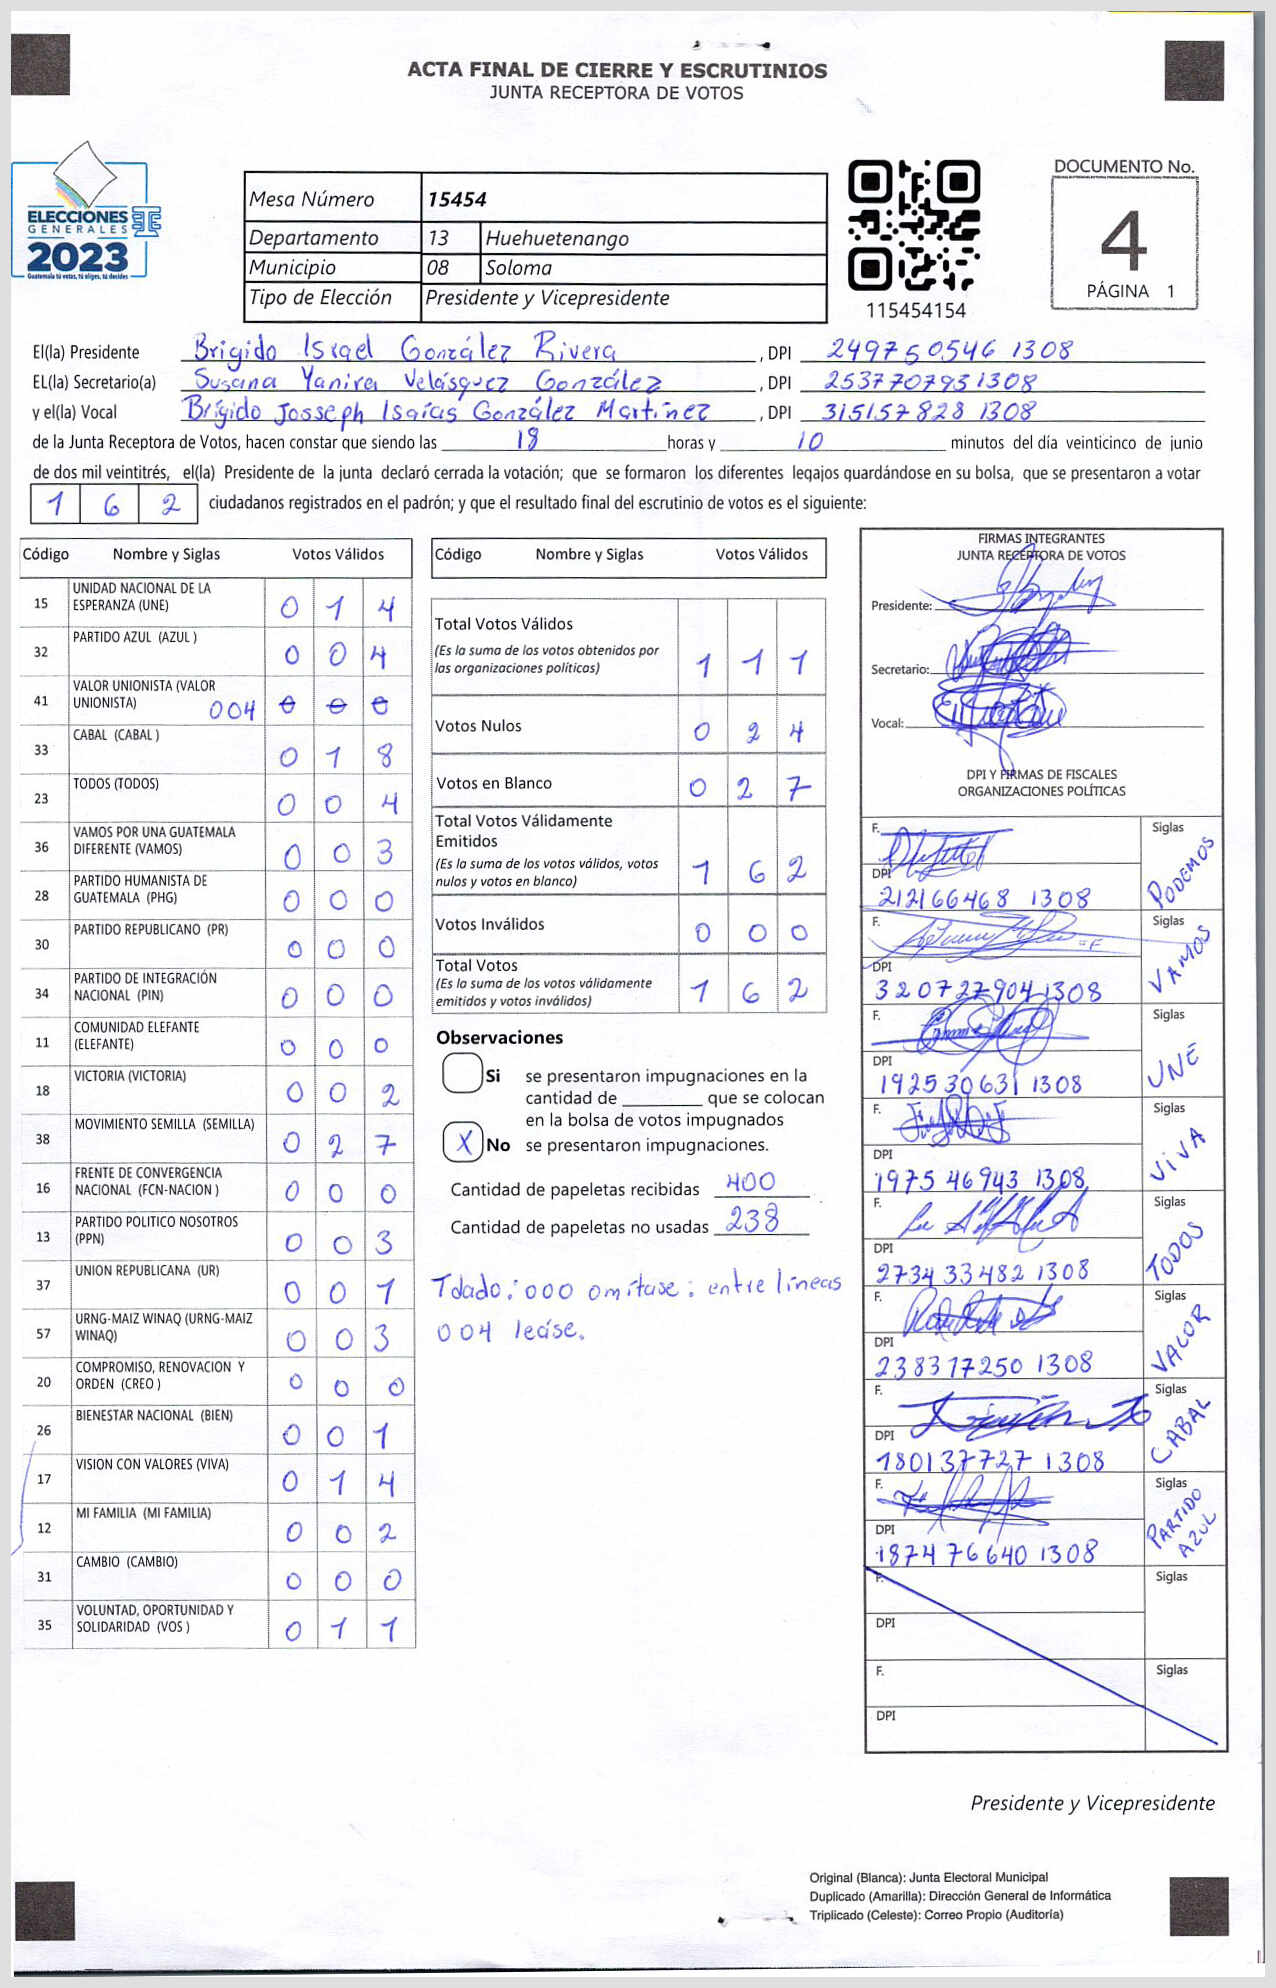 ACTA FINAL DE CIERRE Y ESCRUTINIOS
JUNTA RECEPTORA DE VOTOS
ELECCIONES
GENERALES
2023
Guatemala tú votas, tú eliges, tú decides
Mesa Número 15454
Departamento 13 Huehuetenango
Municipio 08 Soloma
Tipo de Elección Presidente y Vicepresidente
115454154
DOCUMENTO No.
4
PÁGINA 1
El(la) Presidente Brigido Israel González Rivera , DPI 249750546 1308
EL(la) Secretario(a) Susana Yanira Velásquez González , DPI 253770793 1308
y el(la) Vocal Brígido Josseph Isaías González Martínez , DPI 315157828 1308
de la Junta Receptora de Votos, hacen constar que siendo las 18 horas y 10 minutos del día veinticinco de junio
de dos mil veintitrés, el(la) Presidente de la junta declaró cerrada la votación; que se formaron los diferentes legajos guardándose en su bolsa, que se presentaron a votar
1 6 2 ciudadanos registrados en el padrón; y que el resultado final del escrutinio de votos es el siguiente:
Código Nombre y Siglas Votos Válidos
15 UNIDAD NACIONAL DE LA ESPERANZA (UNE) 0 1 4
32 PARTIDO AZUL (AZUL ) 0 0 4
41 VALOR UNIONISTA (VALOR UNIONISTA) 004 0 0 0
33 CABAL (CABAL ) 0 1 8
23 TODOS (TODOS) 0 0 4
36 VAMOS POR UNA GUATEMALA DIFERENTE (VAMOS) 0 0 3
28 PARTIDO HUMANISTA DE GUATEMALA (PHG) 0 0 0
30 PARTIDO REPUBLICANO (PR) 0 0 0
34 PARTIDO DE INTEGRACIÓN NACIONAL (PIN) 0 0 0
11 COMUNIDAD ELEFANTE (ELEFANTE) 0 0 0
18 VICTORIA (VICTORIA) 0 0 2
38 MOVIMIENTO SEMILLA (SEMILLA) 0 2 7
16 FRENTE DE CONVERGENCIA NACIONAL (FCN-NACION ) 0 0 0
13 PARTIDO POLITICO NOSOTROS (PPN) 0 0 3
37 UNION REPUBLICANA (UR) 0 0 1
57 URNG-MAIZ WINAQ (URNG-MAIZ WINAQ) 0 0 3
20 COMPROMISO, RENOVACION Y ORDEN (CREO ) 0 0 0
26 BIENESTAR NACIONAL (BIEN) 0 0 1
17 VISION CON VALORES (VIVA) 0 1 4
12 MI FAMILIA (MI FAMILIA) 0 0 2
31 CAMBIO (CAMBIO) 0 0 0
35 VOLUNTAD, OPORTUNIDAD Y SOLIDARIDAD (VOS ) 0 1 1
Código Nombre y Siglas Votos Válidos
Total Votos Válidos
(Es la suma de los votos obtenidos por
las organizaciones políticas) 1 1 1
Votos Nulos 0 2 4
Votos en Blanco 0 2 7
Total Votos Válidamente
Emitidos
(Es la suma de los votos válidos, votos
nulos y votos en blanco) 1 6 2
Votos Inválidos 0 0 0
Total Votos
(Es la suma de los votos válidamente
emitidos y votos inválidos) 1 6 2
Observaciones
Si se presentaron impugnaciones en la
cantidad de ________ que se colocan
en la bolsa de votos impugnados
X No se presentaron impugnaciones.
Cantidad de papeletas recibidas 400
Cantidad de papeletas no usadas 238
Tdado: 000 omítase: entre líneas
004 leáse.
FIRMAS INTEGRANTES
JUNTA RECEPTORA DE VOTOS
Presidente:
Secretario:
Vocal:
DPI Y FIRMAS DE FISCALES
ORGANIZACIONES POLÍTICAS
F. Siglas
DPI 212166468 1308 PODEMOS
F. Siglas
DPI 320727904 1308 VAMOS
F. Siglas
DPI 192530631 1308 UNE
F. Siglas
DPI 1975 46943 1308 ViVA
F. Siglas
DPI 2734 33482 1308 TODOS
F. Siglas
DPI 238317250 1308 VALOR
F. Siglas
DPI 180137727 1308 CABAL
F. Siglas
DPI 1874 76640 1308 PARTIDO AZUL
F. Siglas
DPI
F. Siglas
DPI
Presidente y Vicepresidente
Original (Blanca): Junta Electoral Municipal
Duplicado (Amarilla): Dirección General de Informática
Triplicado (Celeste): Correo Propio (Auditoría)